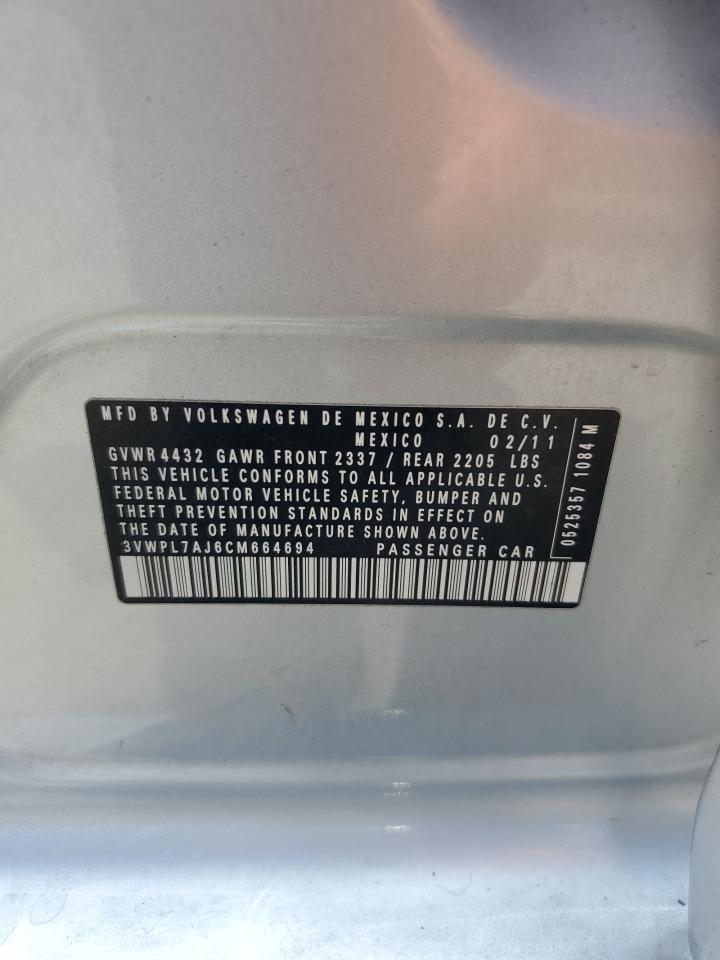 MFD BY VOLKSWAGEN DE MEXICO S.A. DE C.V.
MEXICO 02/11
GVWR 4432 GAWR FRONT 2337 / REAR 2205 LBS
THIS VEHICLE CONFORMS TO ALL APPLICABLE U.S.
FEDERAL MOTOR VEHICLE SAFETY, BUMPER AND
THEFT PREVENTION STANDARDS IN EFFECT ON
THE DATE OF MANUFACTURE SHOWN ABOVE.
3VWPL7AJ6CM664694 PASSENGER CAR
0525357 1084 M